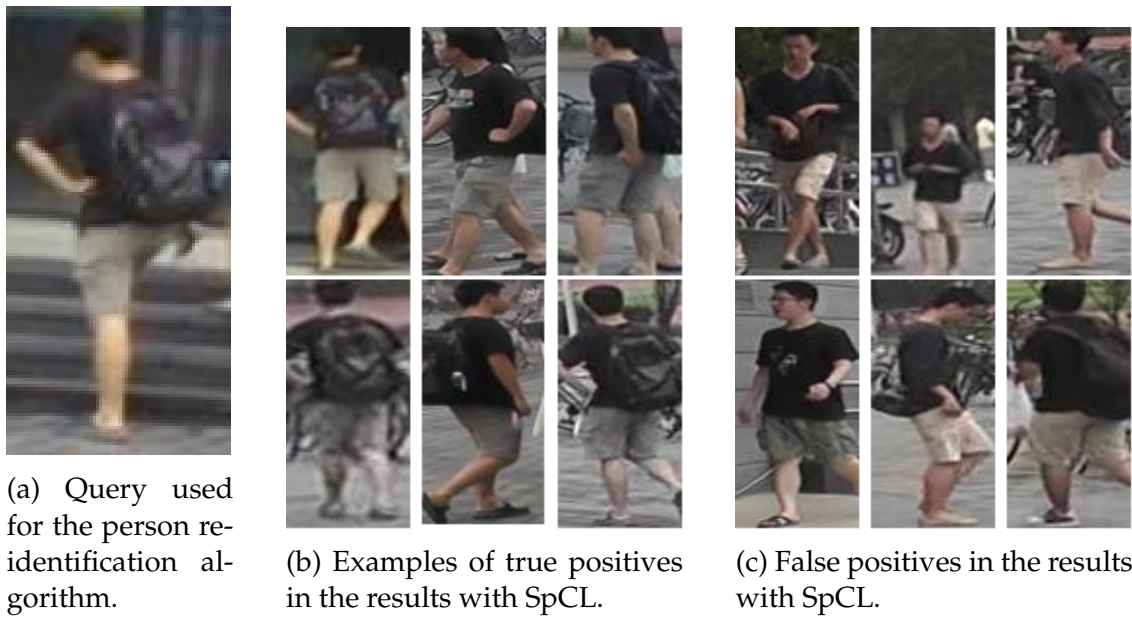 (a) Query used
for the person re-
identification al-
gorithm.
(b) Examples of true positives
in the results with SpCL.
(c) False positives in the results
with SpCL.